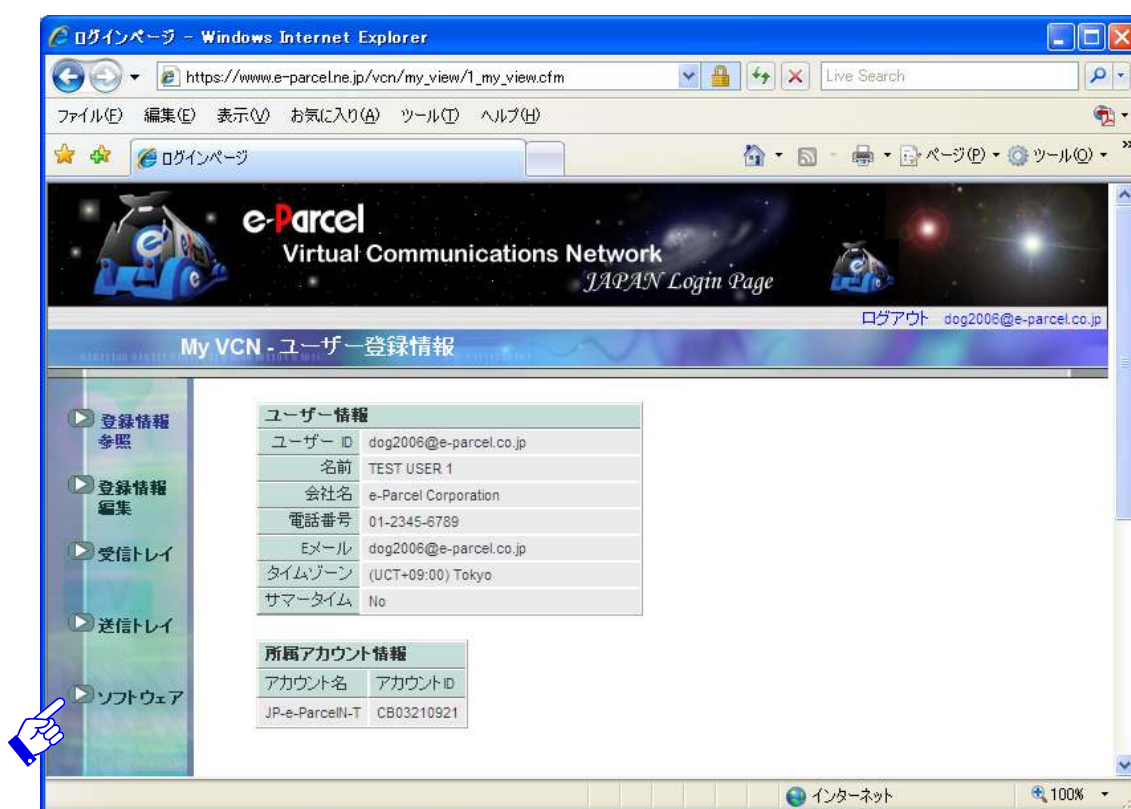 ログインページ - Windows Internet Explorer
https://www.e-parcel.ne.jp/vcn/my_view/1_my_view.cfm
Live Search
ファイル(F) 編集(E) 表示(V) お気に入り(A) ツール(T) ヘルプ(H)
ログインページ
ページ(P) ツール(O)
e-Parcel
Virtual Communications Network
JAPAN Login Page
ログアウト dog2006@e-parcel.co.jp
My VCN - ユーザー登録情報
登録情報
参照
登録情報
編集
受信トレイ
送信トレイ
ソフトウェア
ユーザー情報
ユーザー ID dog2006@e-parcel.co.jp
名前 TEST USER 1
会社名 e-Parcel Corporation
電話番号 01-2345-6789
Eメール dog2006@e-parcel.co.jp
タイムゾーン (UCT+09:00) Tokyo
サマータイム No
所属アカウント情報
アカウント名 アカウントID
JP-e-ParcelN-T CB03210921
インターネット 100%